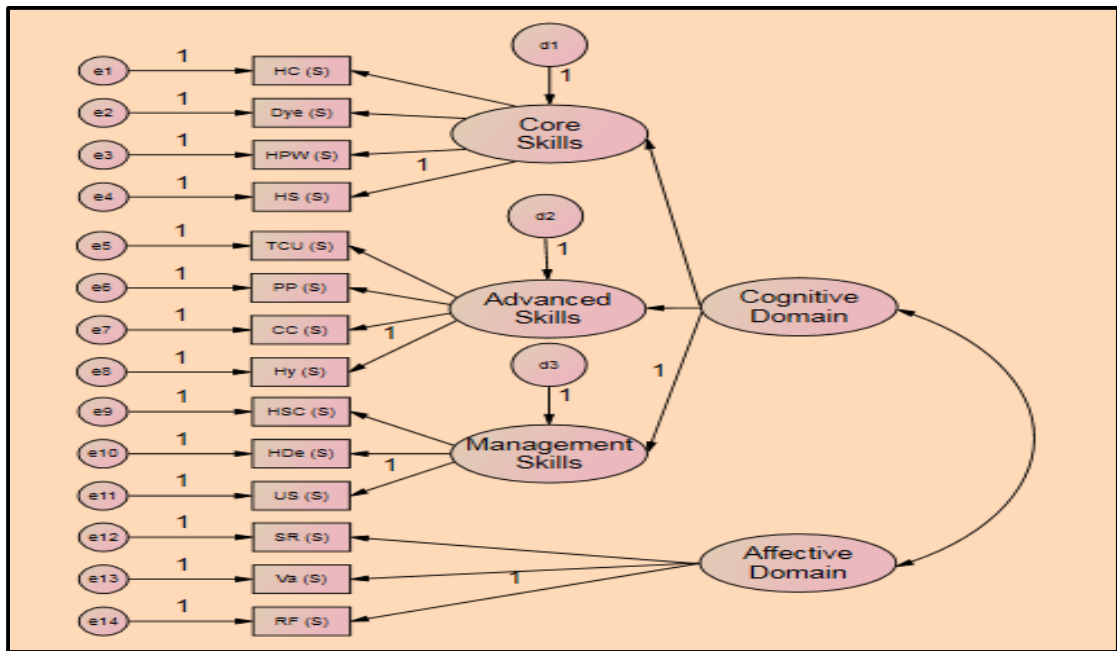 d1
1
e1 1 HC (S)
e2 1 Dye (S)
Core
Skills
e3 1 HPW (S)
1
e4 1 HS (S)
d2
1
e5 1 TCU (S)
e6 1 PP (S)
Advanced
Skills
Cognitive
Domain
e7 1 CC (S)
1
e8 1 Hy (S)
d3
1
1
e9 1 HSC (S)
e10 1 HDe (S)
Management
Skills
1
e11 1 US (S)
e12 1 SR (S)
Affective
Domain
e13 1 Va (S)
1
e14 1 RF (S)